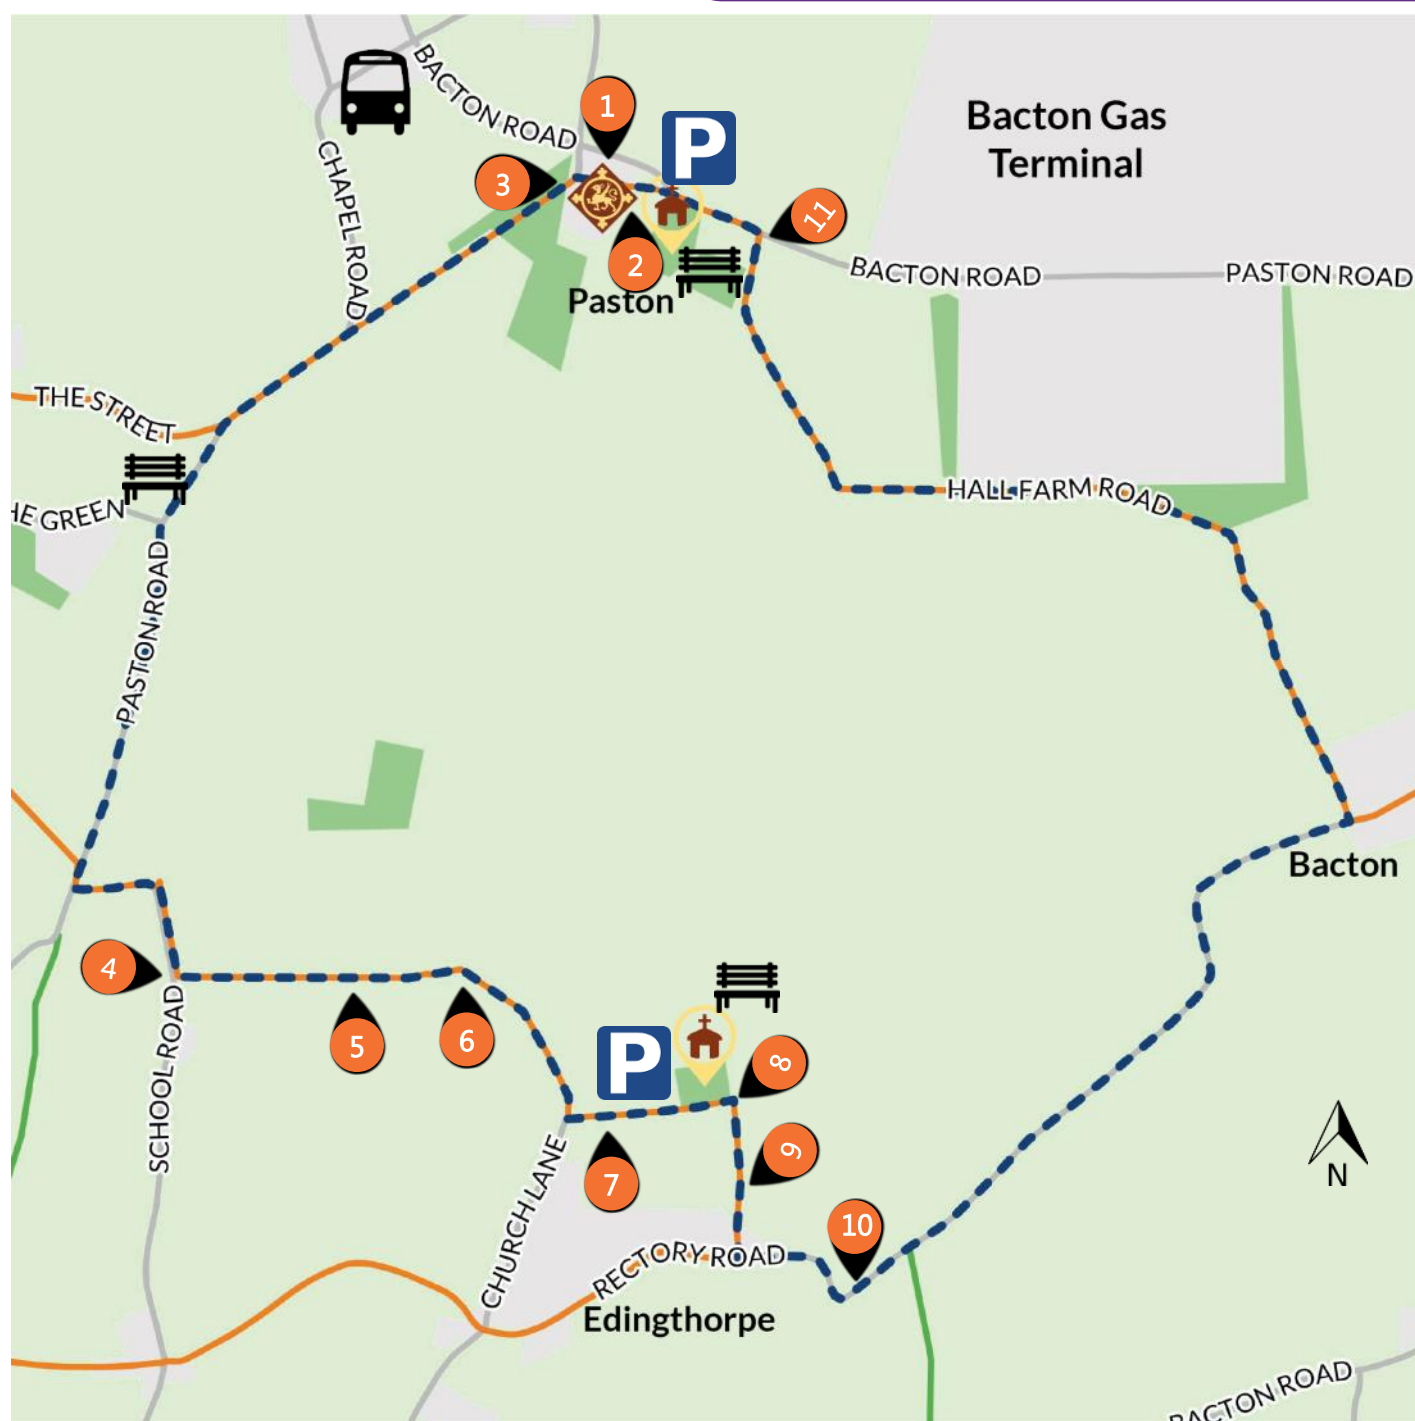 BACTON ROAD
1
P
Bacton Gas
Terminal
CHAPEL ROAD
3
11
2
BACTON ROAD
PASTON ROAD
Paston
THE STREET
HE GREEN
HALL FARM ROAD
PASTON ROAD
Bacton
4
SCHOOL ROAD
5
6
P
8
7
9
CHURCH LANE
10
N
RECTORY ROAD
Edingthorpe
BACTON ROAD